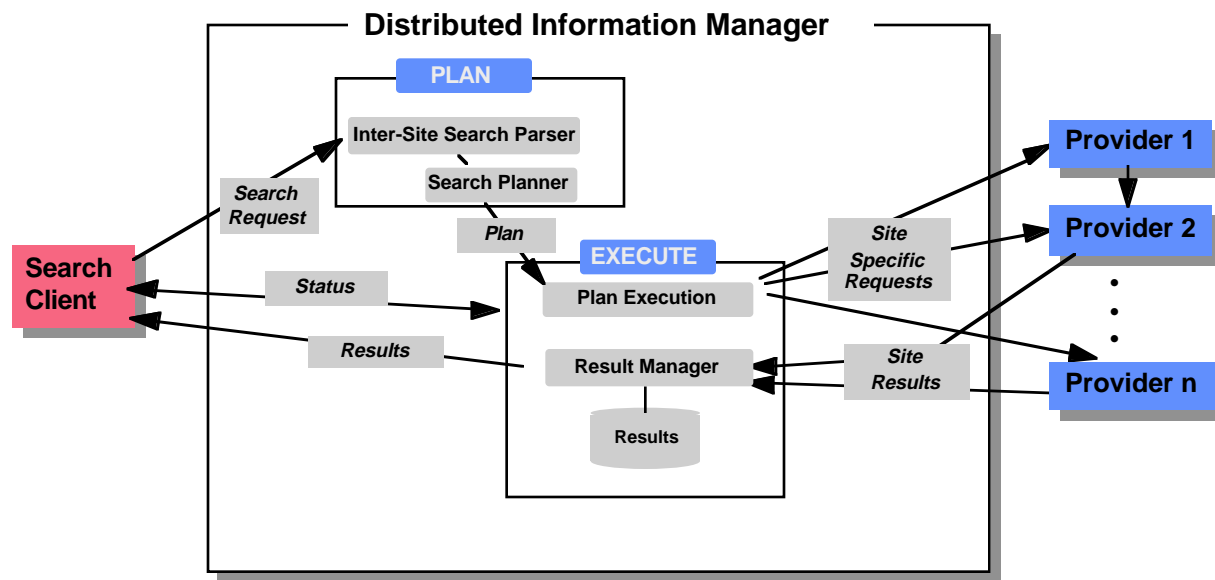 Distributed Information Manager
PLAN
Inter-Site Search Parser
Search Planner
Search
Request
Plan
Search
Client
Status
Results
EXECUTE
Plan Execution
Result Manager
Results
Site
Specific
Requests
Site
Results
Provider 1
Provider 2
Provider n